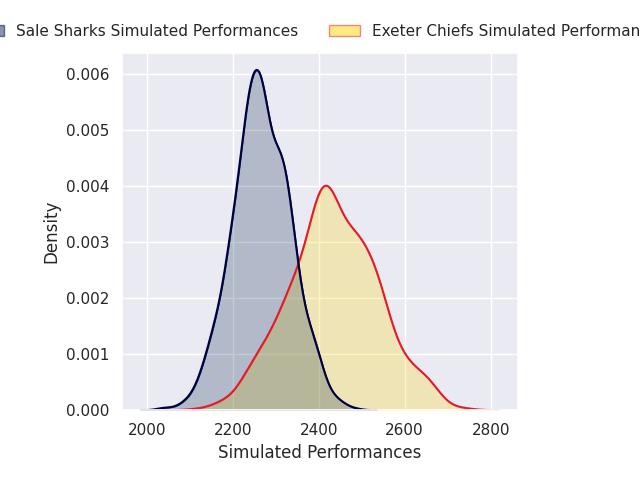 Sale Sharks Simulated Performances Exeter Chiefs Simulated Performan
0.006
0.005
0.004
0.003
0.002
0.001
0.000
Density
2000 2200 2400 2600 2800
Simulated Performances